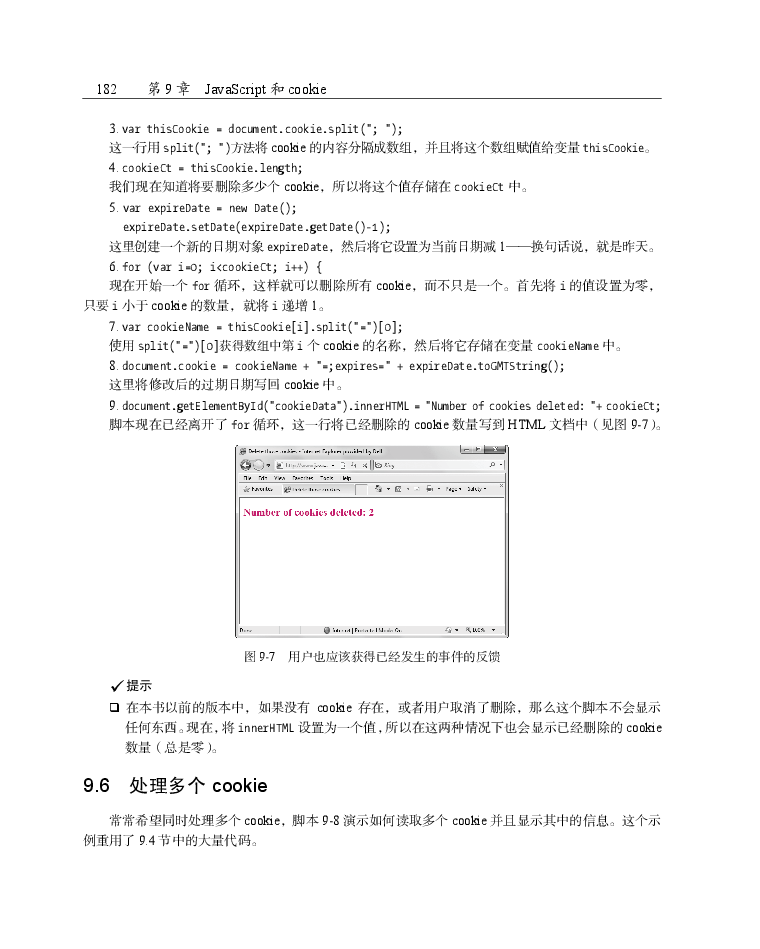 182 第 9 章 JavaScript 和 cookie
3. var thisCookie = document.cookie.split("; ");
这一行用 split("; ")方法将 cookie 的内容分隔成数组，并且将这个数组赋值给变量 thisCookie。
4. cookieCt = thisCookie.length;
我们现在知道将要删除多少个 cookie，所以将这个值存储在 cookieCt 中。
5. var expireDate = new Date();
expireDate.setDate(expireDate.getDate()-1);
这里创建一个新的日期对象 expireDate，然后将它设置为当前日期减 1——换句话说，就是昨天。
6. for (var i=0; i<cookieCt; i++) {
现在开始一个 for 循环，这样就可以删除所有 cookie，而不只是一个。首先将 i 的值设置为零，
只要 i 小于 cookie 的数量，就将 i 递增 1。
7. var cookieName = thisCookie[i].split("=")[0];
使用 split("=")[0]获得数组中第 i 个 cookie 的名称，然后将它存储在变量 cookieName 中。
8. document.cookie = cookieName + "=;expires=" + expireDate.toGMTString();
这里将修改后的过期日期写回 cookie 中。
9. document.getElementById("cookieData").innerHTML = "Number of cookies deleted: "+ cookieCt;
脚本现在已经离开了 for 循环，这一行将已经删除的 cookie 数量写到 HTML 文档中（见图 9-7）。
Delete those cookies - Internet Explorer provided by Dell
Bing
File Edit View Favorites Tools Help
Favorites Delete those cookies Page Safety
Number of cookies deleted: 2
Done Internet | Protected Mode: On 100%
图 9-7 用户也应该获得已经发生的事件的反馈
✓提示
❑ 在本书以前的版本中，如果没有 cookie 存在，或者用户取消了删除，那么这个脚本不会显示
任何东西。现在，将 innerHTML 设置为一个值，所以在这两种情况下也会显示已经删除的 cookie
数量（总是零）。
9.6 处理多个 cookie
常常希望同时处理多个 cookie，脚本 9-8 演示如何读取多个 cookie 并且显示其中的信息。这个示
例重用了 9.4 节中的大量代码。